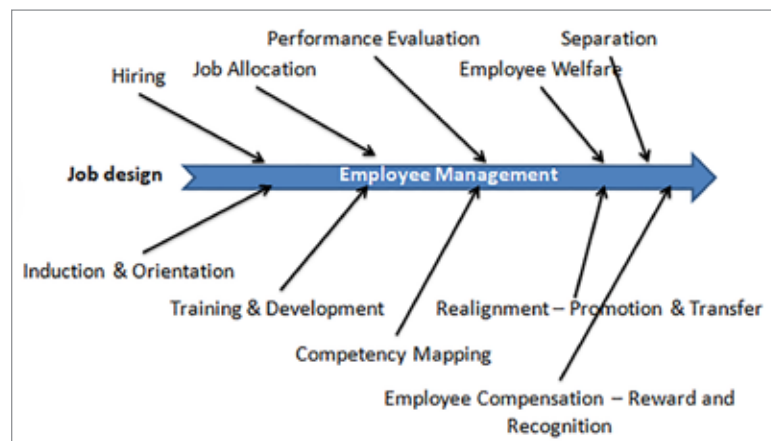 Performance Evaluation
Separation
Hiring
Job Allocation
Employee Welfare
Job design
Employee Management
Induction & Orientation
Training & Development
Realignment – Promotion & Transfer
Competency Mapping
Employee Compensation – Reward and
Recognition